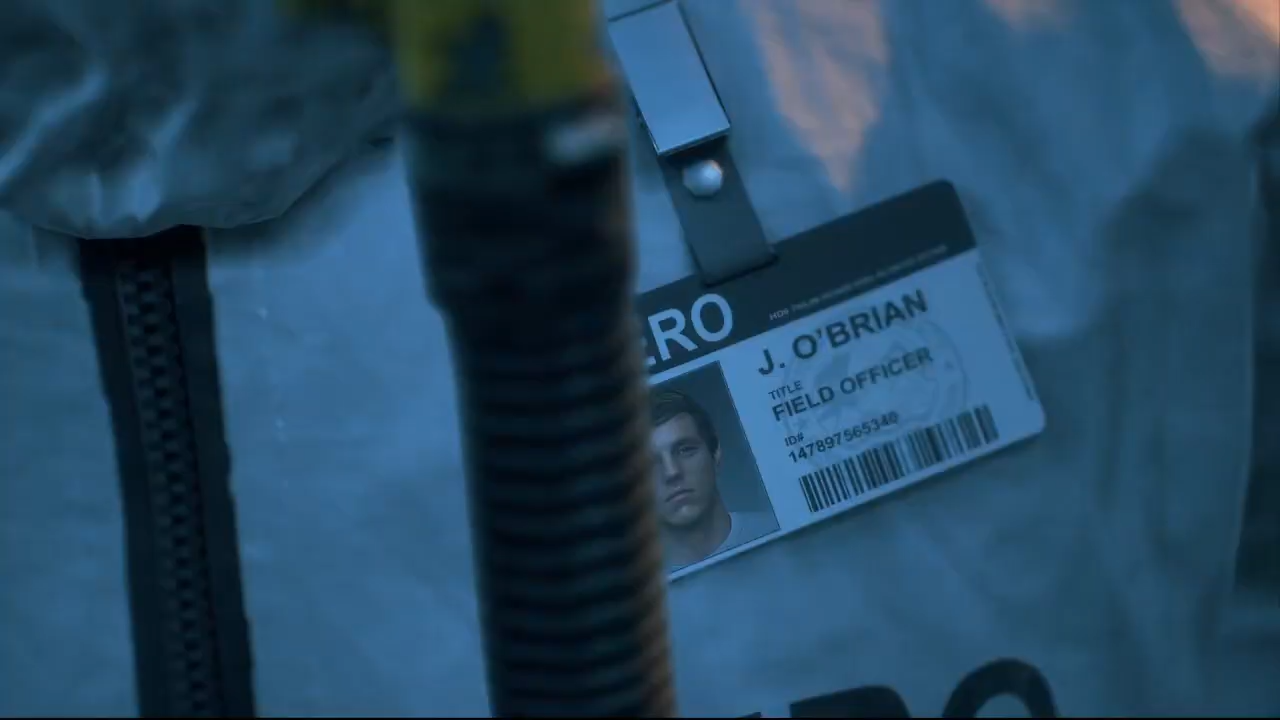 ERO
J. O'BRIAN
TITLE
FIELD OFFICER
ID#
147897565340